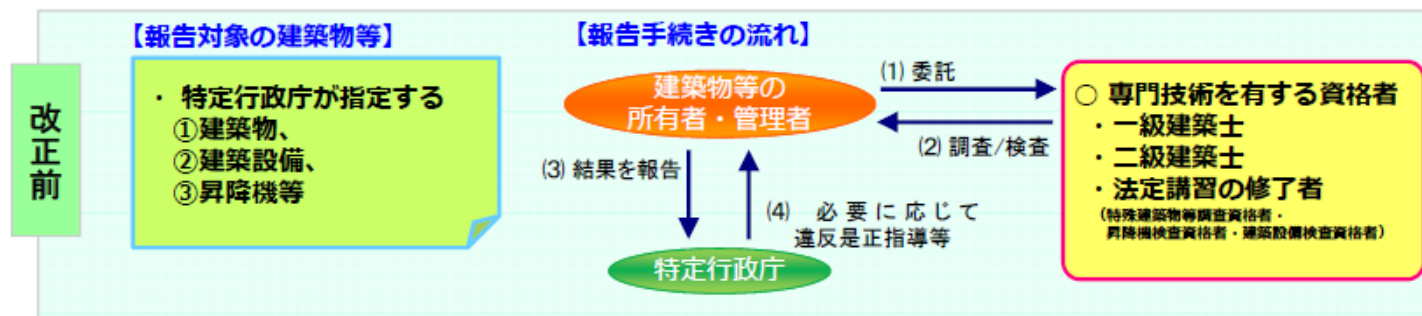 改正前
【報告対象の建築物等】
・ 特定行政庁が指定する
①建築物、
②建築設備、
③昇降機等
【報告手続きの流れ】
建築物等の
所有者・管理者
(1) 委託
(2) 調査/検査
(3) 結果を報告
(4) 必要に応じて
違反是正指導等
特定行政庁
○ 専門技術を有する資格者
・一級建築士
・二級建築士
・法定講習の修了者
(特殊建築物等調査資格者・
昇降機検査資格者・建築設備検査資格者)